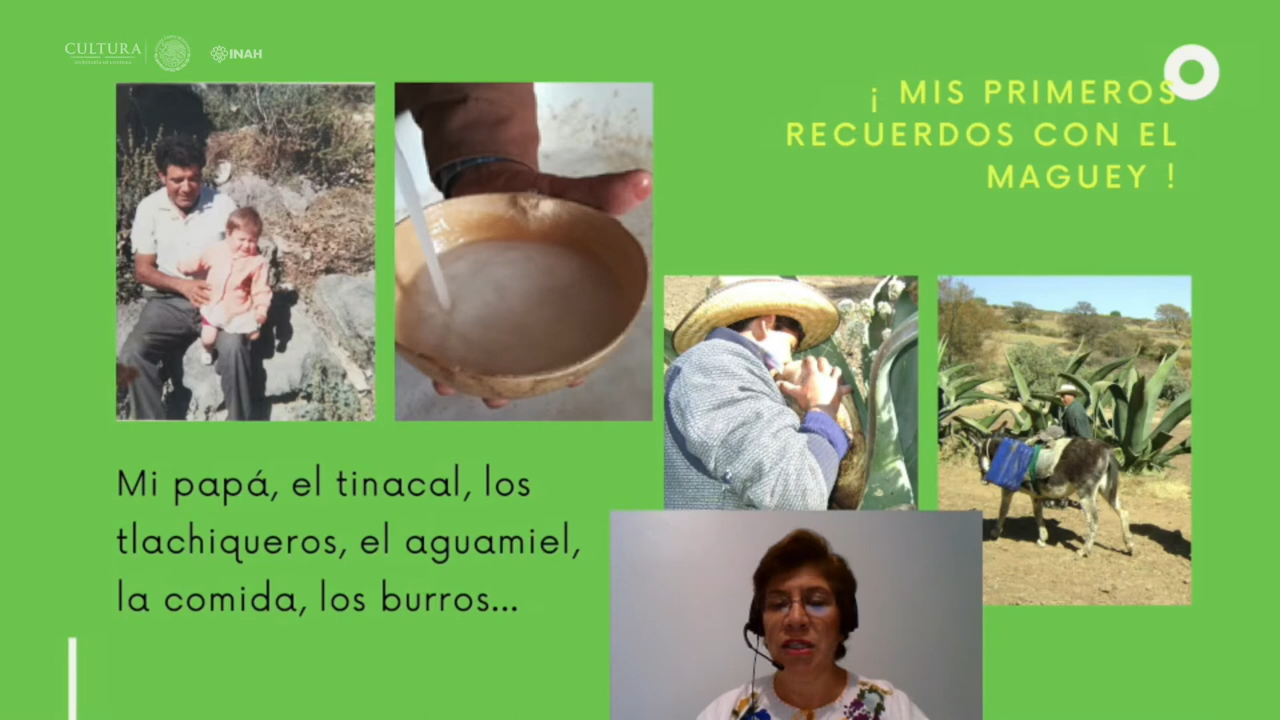 CULTURA
INAH
¡ MIS PRIMEROS
RECUERDOS CON EL
MAGUEY !
Mi papá, el tinacal, los
tlachiqueros, el aguamiel,
la comida, los burros...